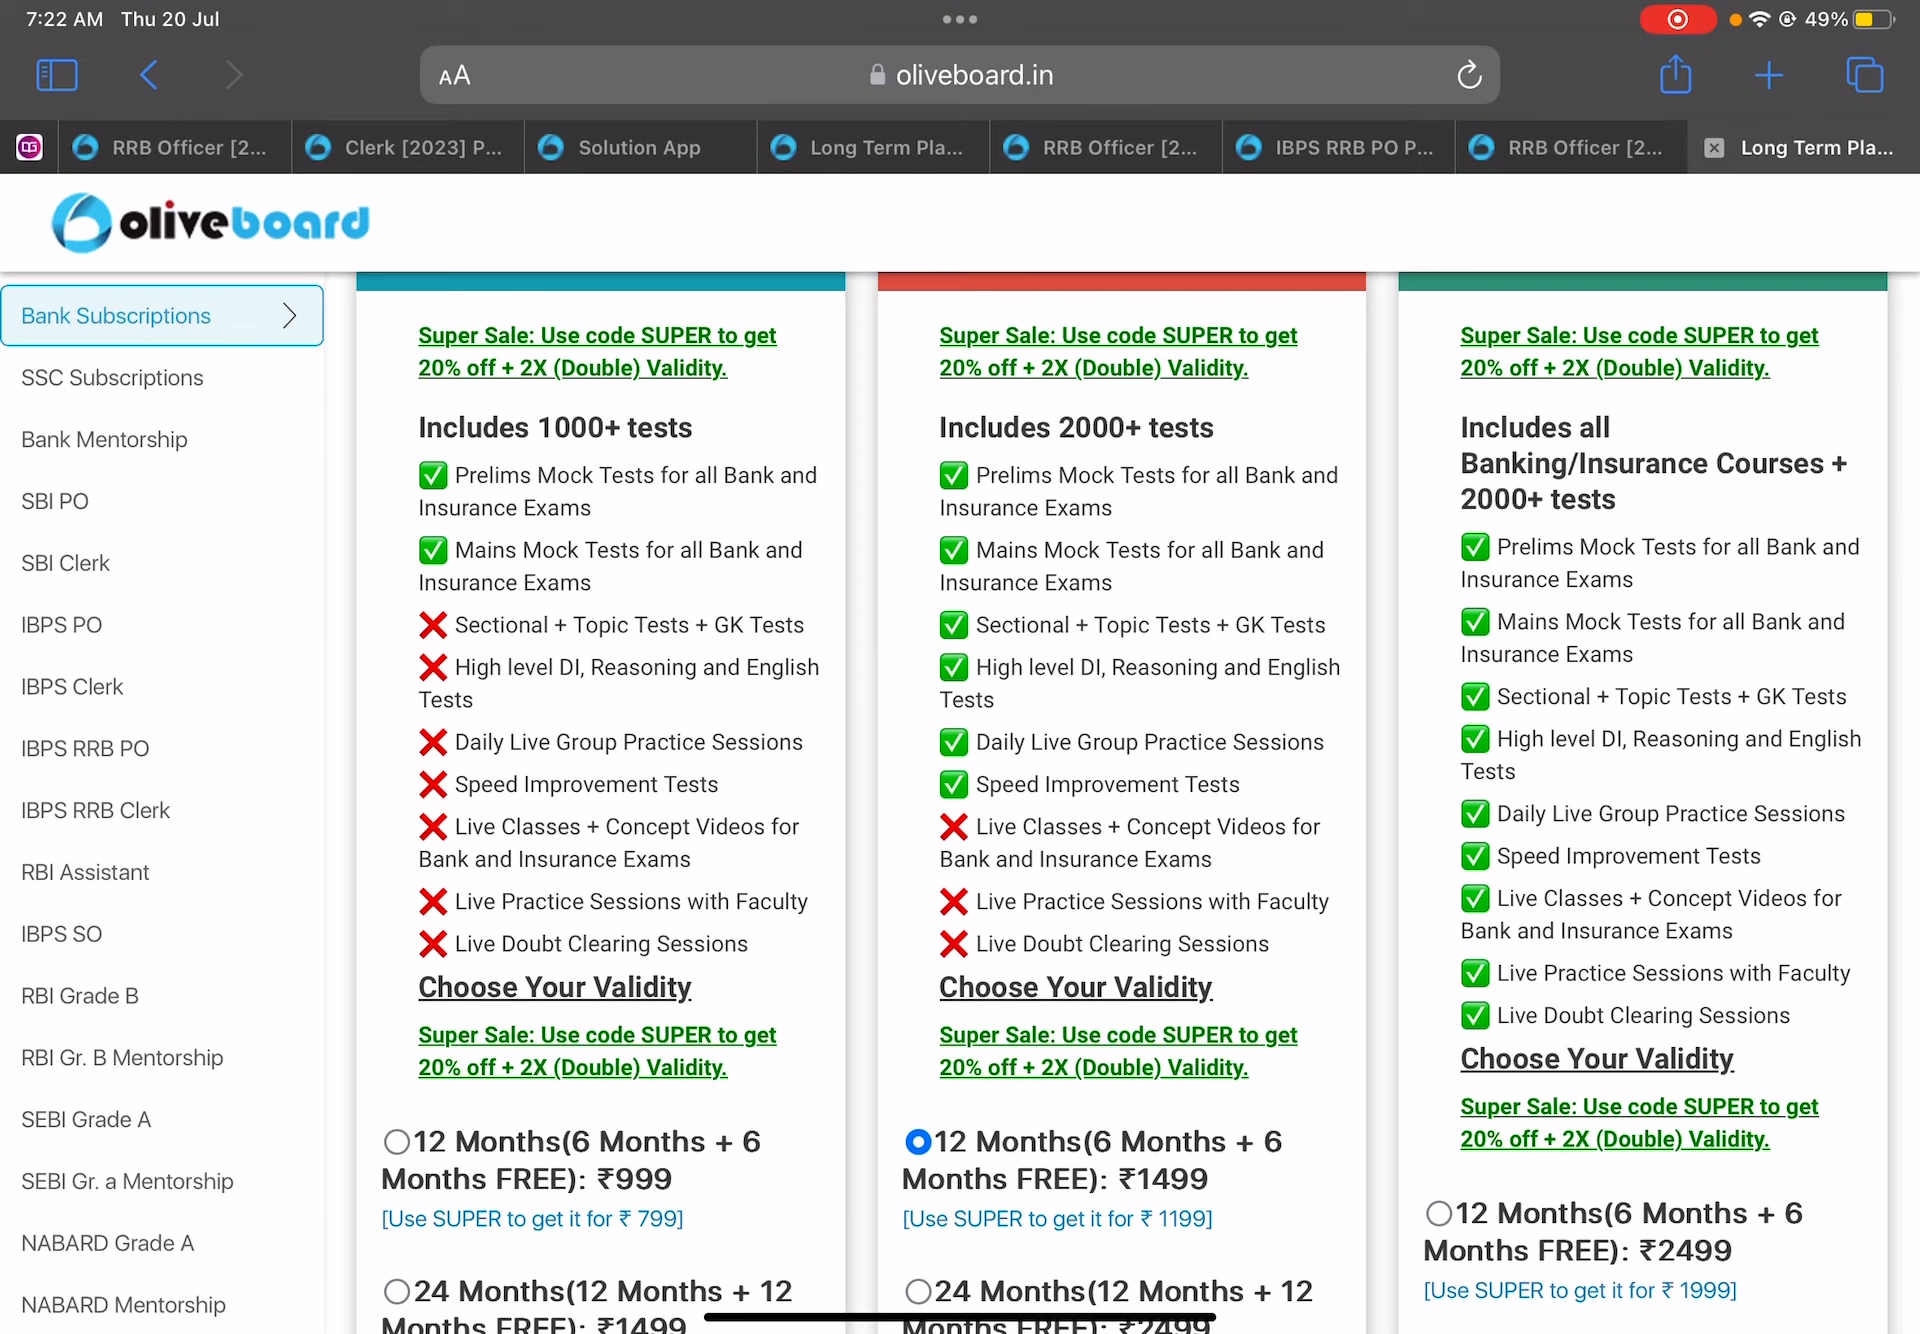 7:22 AM Thu 20 Jul
49%
AA
oliveboard.in
RRB Officer [2...
Clerk [2023] P...
Solution App
Long Term Pla...
RRB Officer [2...
IBPS RRB PO P...
RRB Officer [2...
Long Term Pla...
oliveboard
Bank Subscriptions
SSC Subscriptions
Bank Mentorship
SBI PO
SBI Clerk
IBPS PO
IBPS Clerk
IBPS RRB PO
IBPS RRB Clerk
RBI Assistant
IBPS SO
RBI Grade B
RBI Gr. B Mentorship
SEBI Grade A
SEBI Gr. a Mentorship
NABARD Grade A
NABARD Mentorship
Super Sale: Use code SUPER to get
20% off + 2X (Double) Validity.
Includes 1000+ tests
✅ Prelims Mock Tests for all Bank and
Insurance Exams
✅ Mains Mock Tests for all Bank and
Insurance Exams
❌ Sectional + Topic Tests + GK Tests
❌ High level DI, Reasoning and English
Tests
❌ Daily Live Group Practice Sessions
❌ Speed Improvement Tests
❌ Live Classes + Concept Videos for
Bank and Insurance Exams
❌ Live Practice Sessions with Faculty
❌ Live Doubt Clearing Sessions
Choose Your Validity
Super Sale: Use code SUPER to get
20% off + 2X (Double) Validity.
12 Months(6 Months + 6
Months FREE): ₹999
[Use SUPER to get it for ₹ 799]
24 Months(12 Months + 12
Months FREE): ₹1499
Super Sale: Use code SUPER to get
20% off + 2X (Double) Validity.
Includes 2000+ tests
✅ Prelims Mock Tests for all Bank and
Insurance Exams
✅ Mains Mock Tests for all Bank and
Insurance Exams
✅ Sectional + Topic Tests + GK Tests
✅ High level DI, Reasoning and English
Tests
✅ Daily Live Group Practice Sessions
✅ Speed Improvement Tests
❌ Live Classes + Concept Videos for
Bank and Insurance Exams
❌ Live Practice Sessions with Faculty
❌ Live Doubt Clearing Sessions
Choose Your Validity
Super Sale: Use code SUPER to get
20% off + 2X (Double) Validity.
12 Months(6 Months + 6
Months FREE): ₹1499
[Use SUPER to get it for ₹ 1199]
24 Months(12 Months + 12
Months FREE): ₹2499
Super Sale: Use code SUPER to get
20% off + 2X (Double) Validity.
Includes all
Banking/Insurance Courses +
2000+ tests
✅ Prelims Mock Tests for all Bank and
Insurance Exams
✅ Mains Mock Tests for all Bank and
Insurance Exams
✅ Sectional + Topic Tests + GK Tests
✅ High level DI, Reasoning and English
Tests
✅ Daily Live Group Practice Sessions
✅ Speed Improvement Tests
✅ Live Classes + Concept Videos for
Bank and Insurance Exams
✅ Live Practice Sessions with Faculty
✅ Live Doubt Clearing Sessions
Choose Your Validity
Super Sale: Use code SUPER to get
20% off + 2X (Double) Validity.
12 Months(6 Months + 6
Months FREE): ₹2499
[Use SUPER to get it for ₹ 1999]